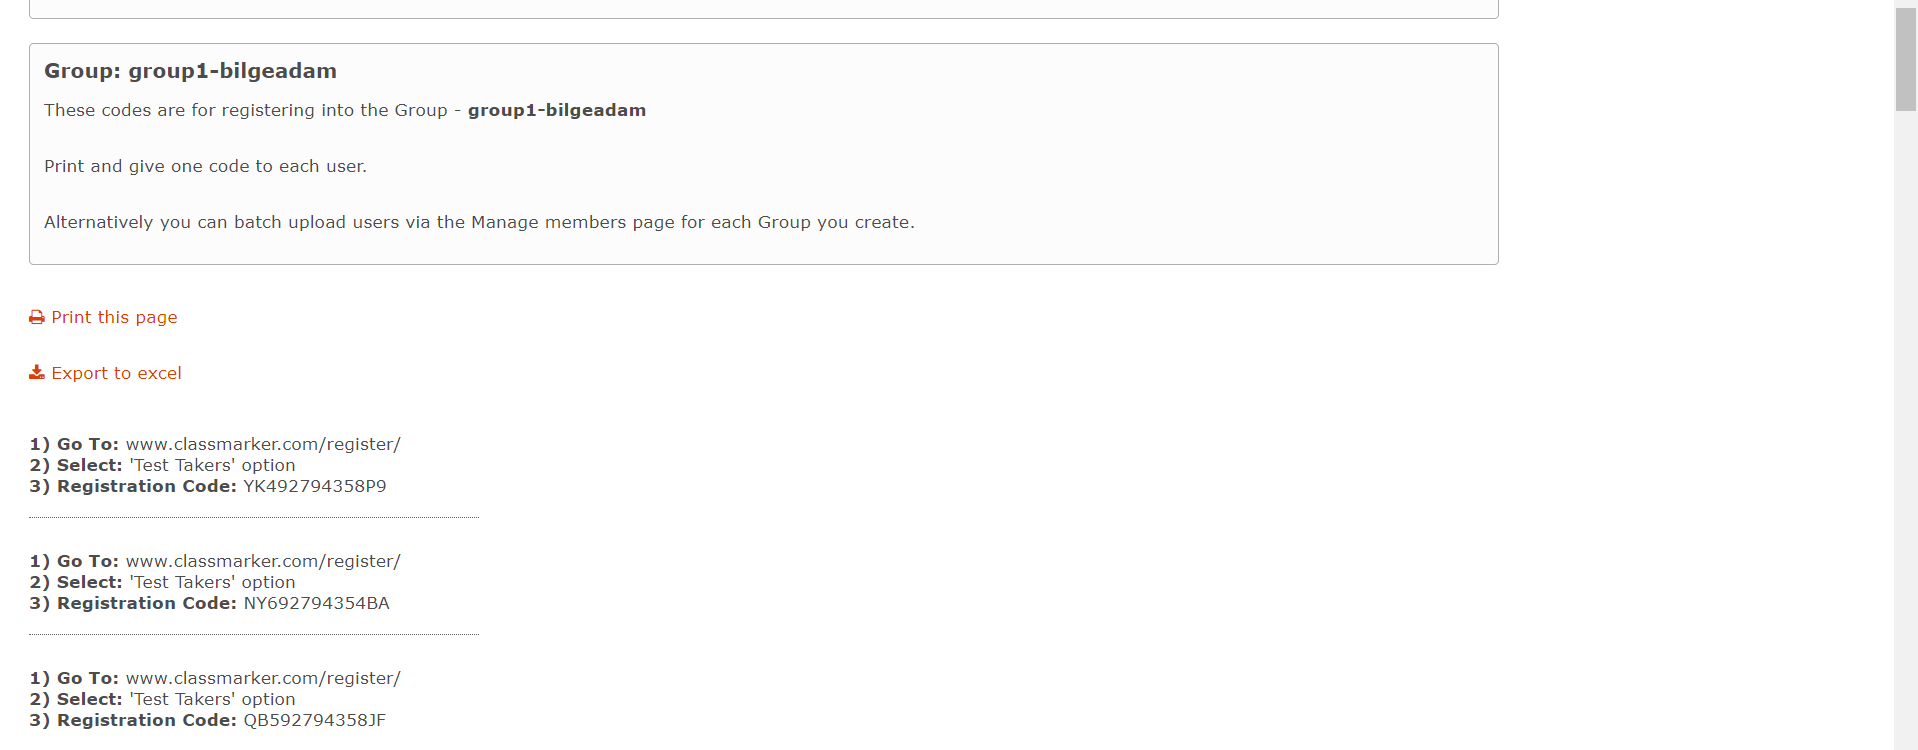 Group: group1-bilgeadam
These codes are for registering into the Group - group1-bilgeadam
Print and give one code to each user.
Alternatively you can batch upload users via the Manage members page for each Group you create.
Print this page
Export to excel
1) Go To: www.classmarker.com/register/
2) Select: 'Test Takers' option
3) Registration Code: YK492794358P9
1) Go To: www.classmarker.com/register/
2) Select: 'Test Takers' option
3) Registration Code: NY692794354BA
1) Go To: www.classmarker.com/register/
2) Select: 'Test Takers' option
3) Registration Code: QB592794358JF